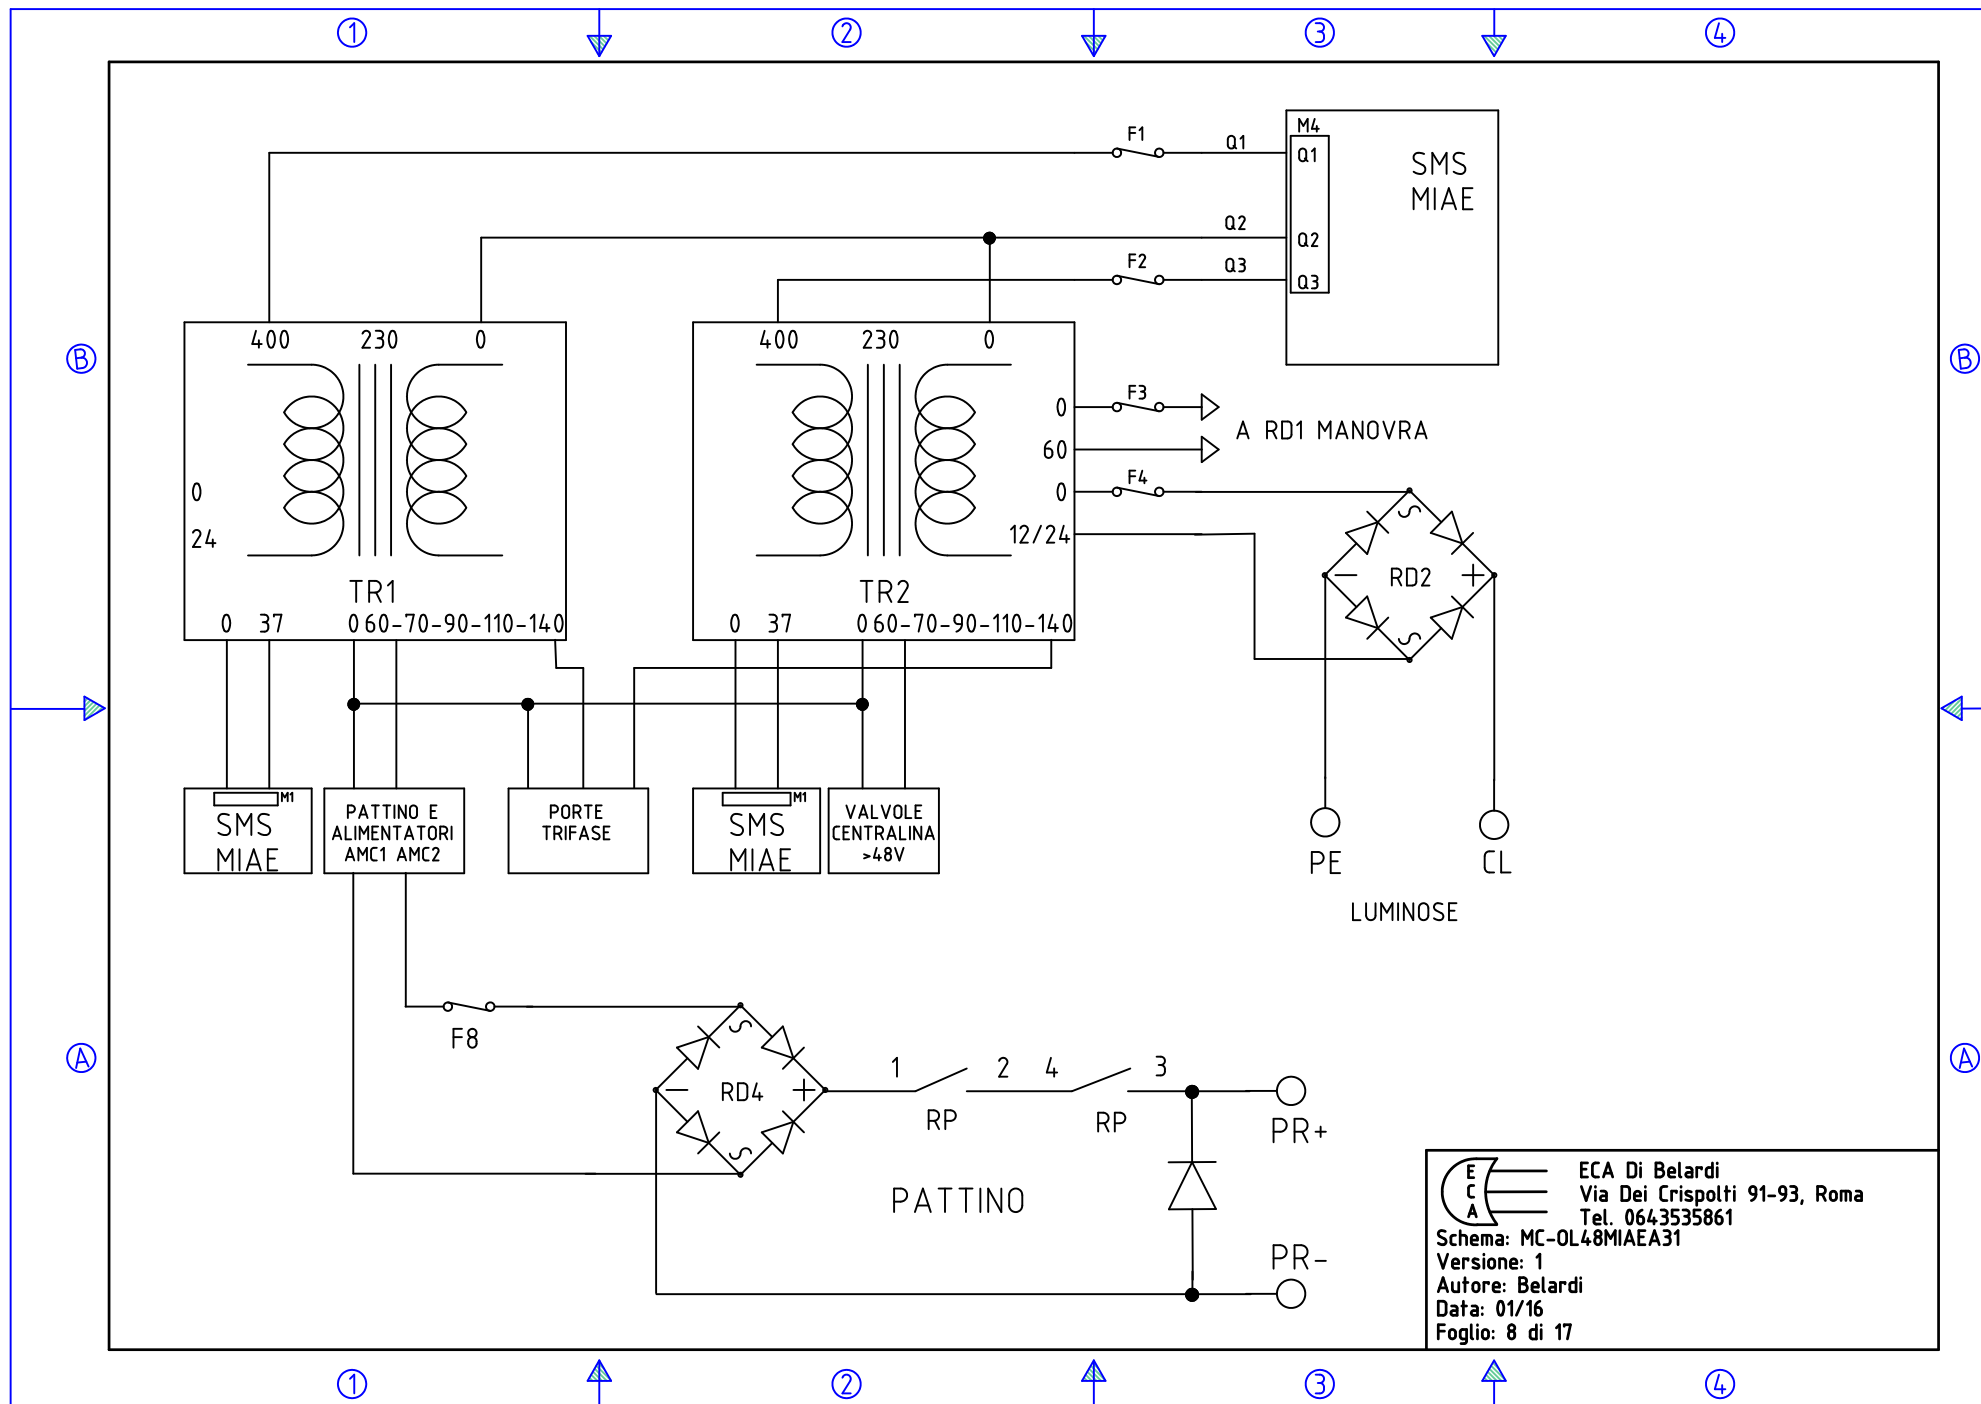 1 2 3 4
F1 Q1 M4
Q1 SMS
MIAE
Q2
Q2
F2 Q3
Q3
400 230 0 400 230 0
B B
F3
0
A RD1 MANOVRA
60
F4
0 0
24 12/24
S
RD2
S
TR1 TR2
0 37 0 60-70-90-110-140 0 37 0 60-70-90-110-140
M1 M1
SMS
MIAE
PATTINO E
ALIMENTATORI
AMC1 AMC2
PORTE
TRIFASE
SMS
MIAE
VALVOLE
CENTRALINA
>48V
PE CL
LUMINOSE
F8
S
RD4
S
A A
1 2 4 3
RP RP
PR+
PATTINO
PR-
E
C
A
ECA Di Belardi
Via Dei Crispolti 91-93, Roma
Tel. 0643535861
Schema: MC-OL48MIAEA31
Versione: 1
Autore: Belardi
Data: 01/16
Foglio: 8 di 17
1 2 3 4